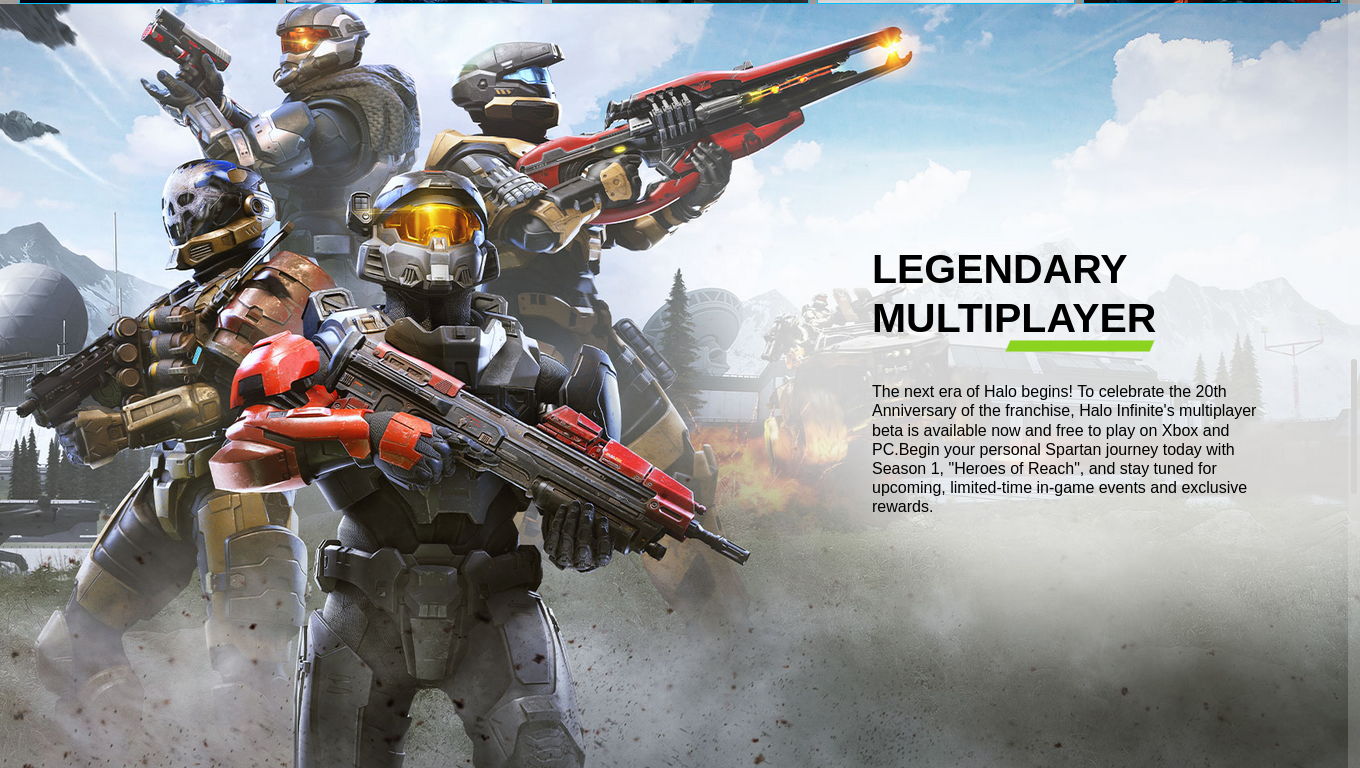 LEGENDARY
MULTIPLAYER
The next era of Halo begins! To celebrate the 20th
Anniversary of the franchise, Halo Infinite's multiplayer
beta is available now and free to play on Xbox and
PC.Begin your personal Spartan journey today with
Season 1, "Heroes of Reach", and stay tuned for
upcoming, limited-time in-game events and exclusive
rewards.